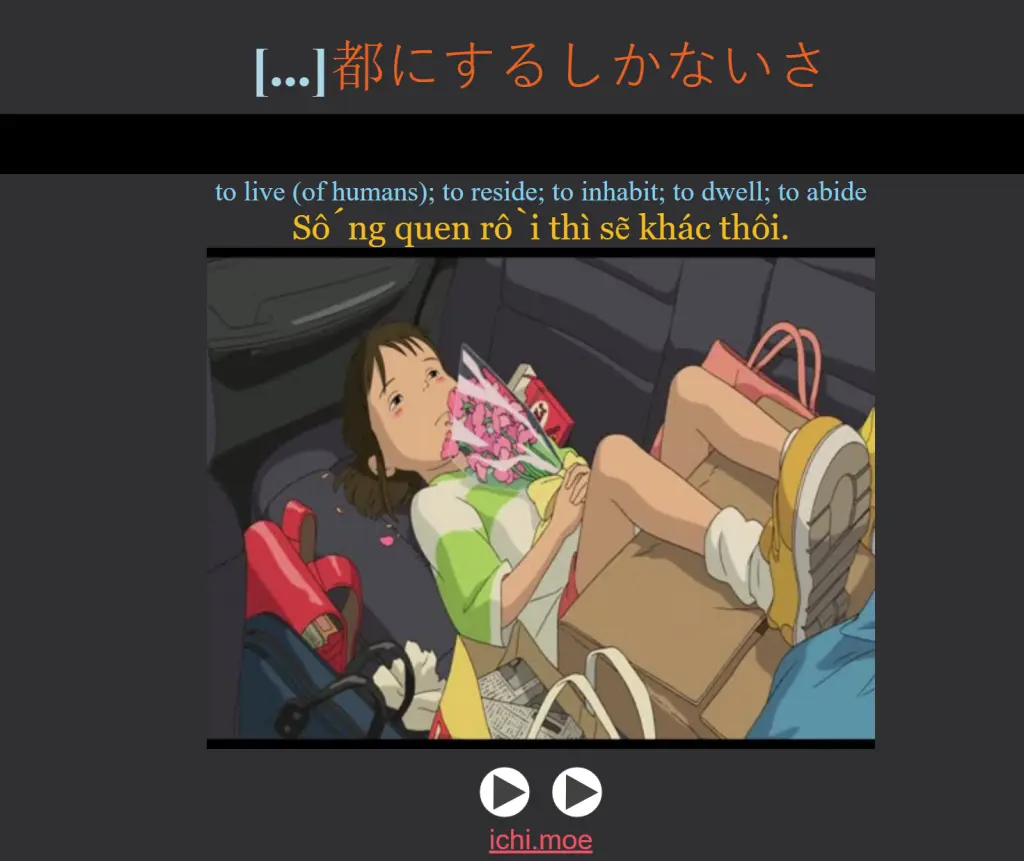 [...]都にするしかないさ
to live (of humans); to reside; to inhabit; to dwell; to abide
Sô´ng quen rô`i thì sẽ khác thôi.
ichi.moe